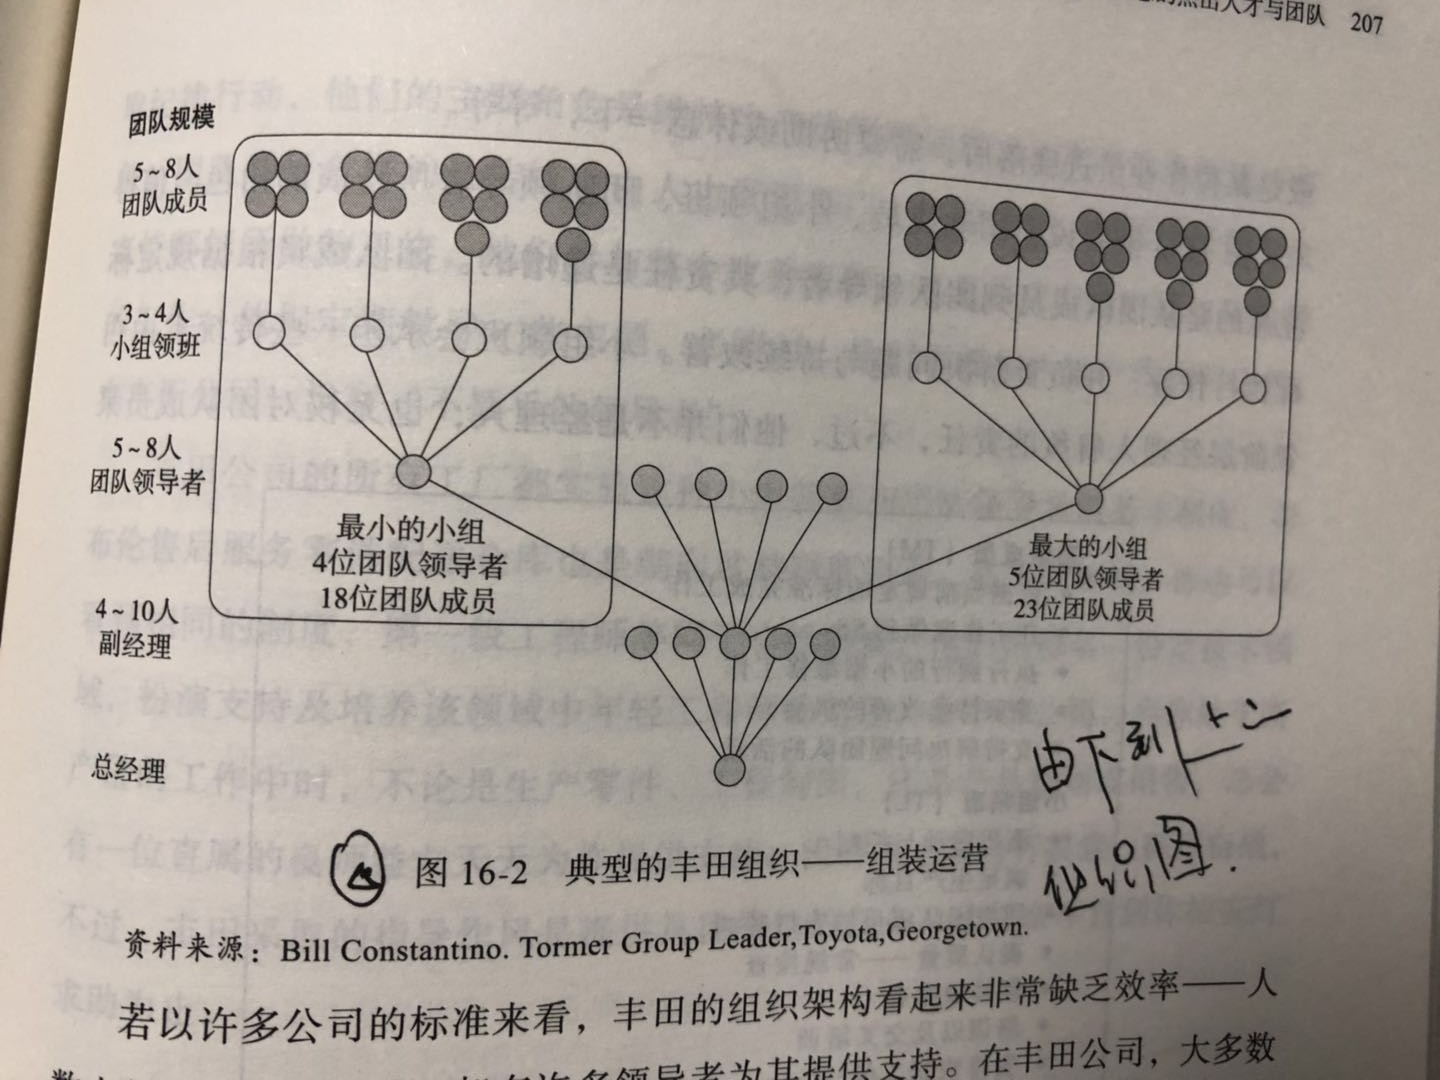 杰出人才与团队 207
团队规模
5~8人
团队成员
3~4人
小组领班
5~8人
团队领导者
4~10人
副经理
总经理
最小的小组
4位团队领导者
18位团队成员
最大的小组
5位团队领导者
23位团队成员
由下到上
组织图.
图 16-2 典型的丰田组织——组装运营
资料来源：Bill Constantino. Tormer Group Leader,Toyota,Georgetown.
若以许多公司的标准来看，丰田的组织架构看起来非常缺乏效率——人
许多领导者为其提供支持。在丰田公司，大多数